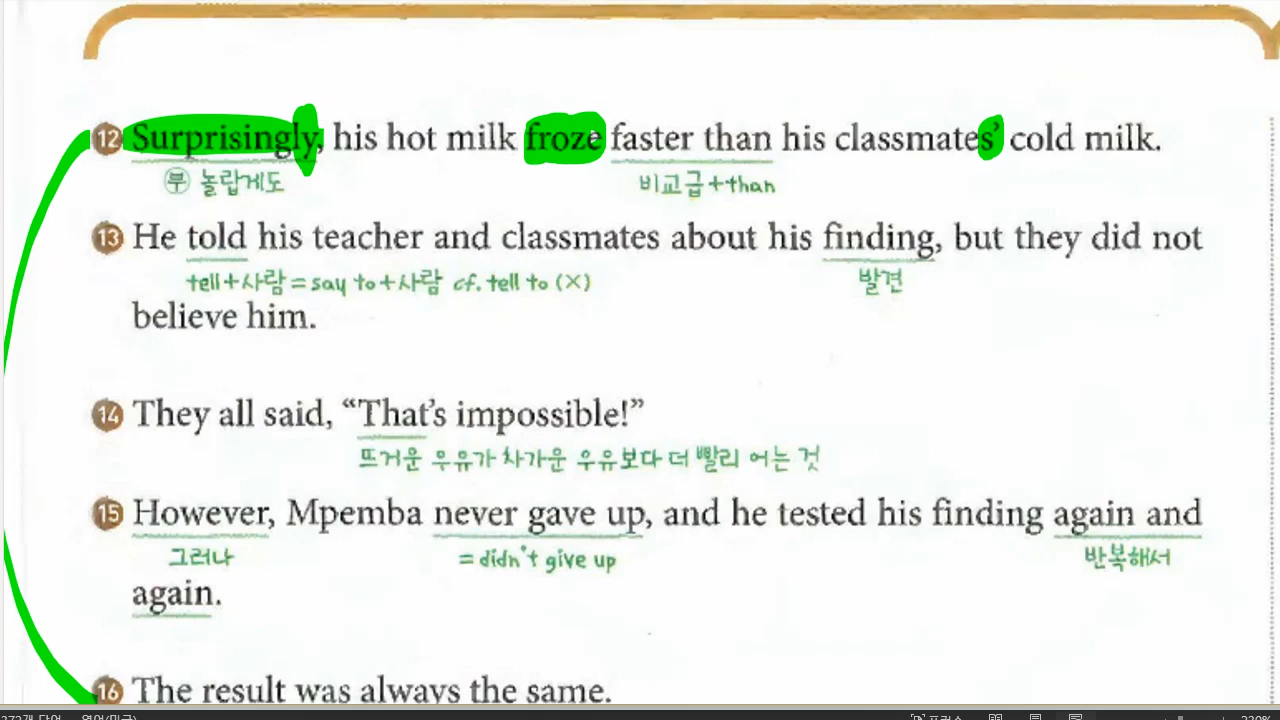 12 Surprisingly, his hot milk froze faster than his classmates’ cold milk.
부 놀랍게도 비교급+than
13 He told his teacher and classmates about his finding, but they did not
tell+사람=say to+사람 cf. tell to (×) 발견
believe him.
14 They all said, “That’s impossible!”
뜨거운 우유가 차가운 우유보다 더 빨리 어는 것
15 However, Mpemba never gave up, and he tested his finding again and
그러나 =didn't give up 반복해서
again.
16 The result was always the same.